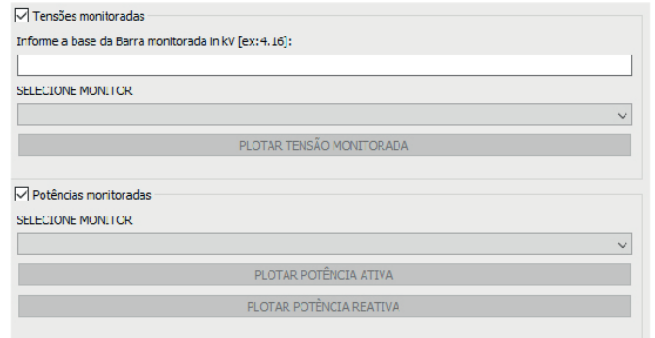 Tensões monitoradas
Informe a base da Barra monitorada in kV [ex:4.16]:
SELECIONE MONITOR
PLOTAR TENSÃO MONITORADA
Potências monitoradas
SELECIONE MONITOR
PLOTAR POTÊNCIA ATIVA
PLOTAR POTÊNCIA REATIVA